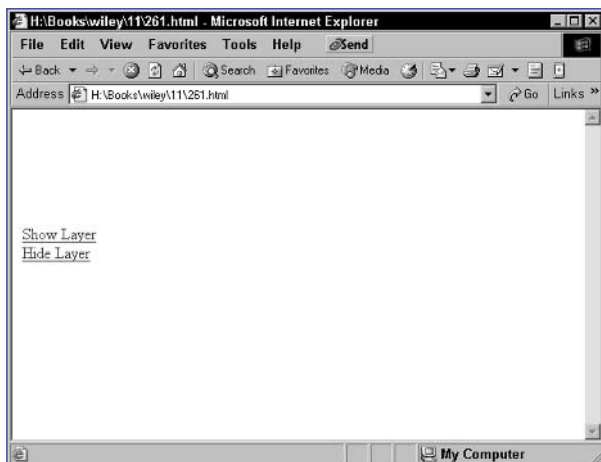 H:\Books\wiley\11\261.html - Microsoft Internet Explorer
File Edit View Favorites Tools Help Send
Back Search Favorites Media
Address H:\Books\wiley\11\261.html Go Links »
Show Layer
Hide Layer
My Computer